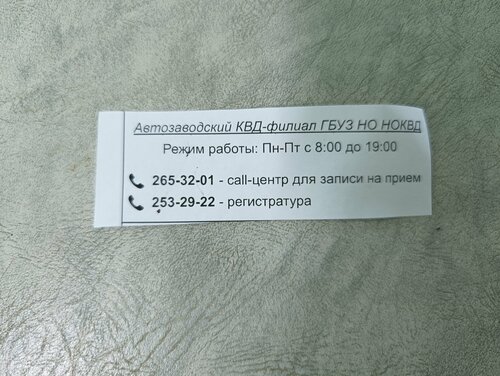 Автозаводский КВД-филиал ГБУЗ НО НОКВД
Режим работы: Пн-Пт с 8:00 до 19:00
265-32-01 - call-центр для записи на прием
253-29-22 - регистратура